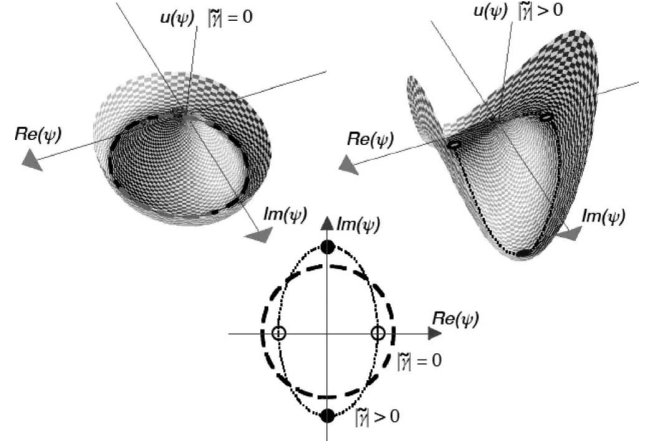 u(ψ) |γ̃| = 0
Re(ψ)
Im(ψ)
u(ψ) |γ̃| > 0
Re(ψ)
Im(ψ)
Im(ψ)
Re(ψ)
|γ̃| = 0
|γ̃| > 0